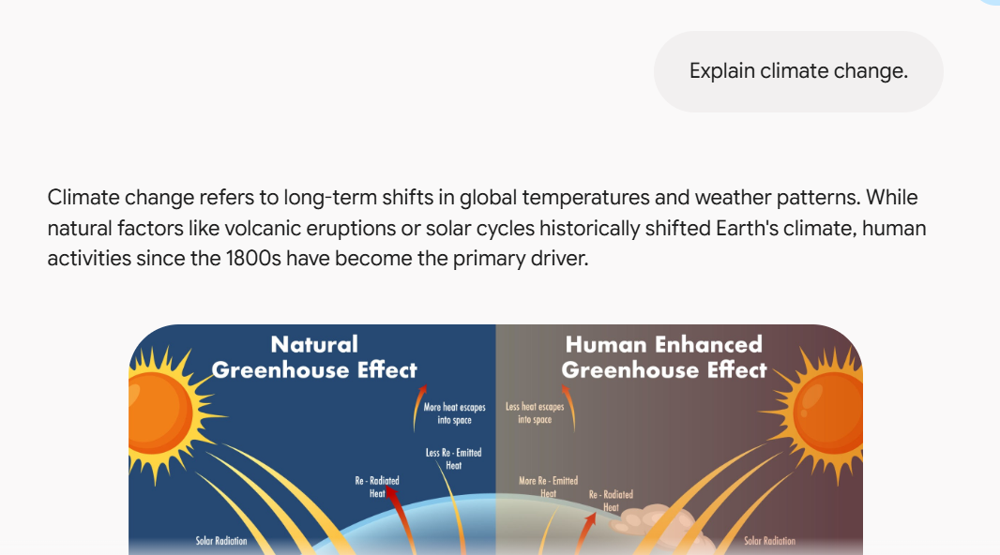 Explain climate change.
Climate change refers to long-term shifts in global temperatures and weather patterns. While
natural factors like volcanic eruptions or solar cycles historically shifted Earth's climate, human
activities since the 1800s have become the primary driver.
Natural
Greenhouse Effect
More heat escapes
into space
Less Re - Emitted
Heat
Re - Radiated
Heat
Solar Radiation
Human Enhanced
Greenhouse Effect
Less heat escapes
into space
More Re - Emitted
Heat
Re - Radiated
Heat
Solar Radiation